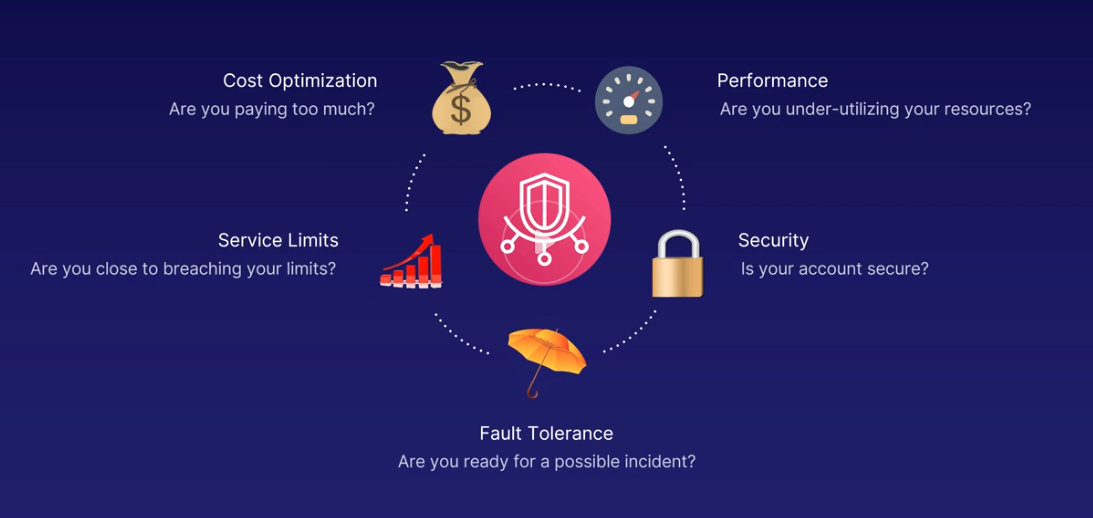 Cost Optimization
Are you paying too much?
$
Performance
Are you under-utilizing your resources?
Service Limits
Are you close to breaching your limits?
Security
Is your account secure?
Fault Tolerance
Are you ready for a possible incident?